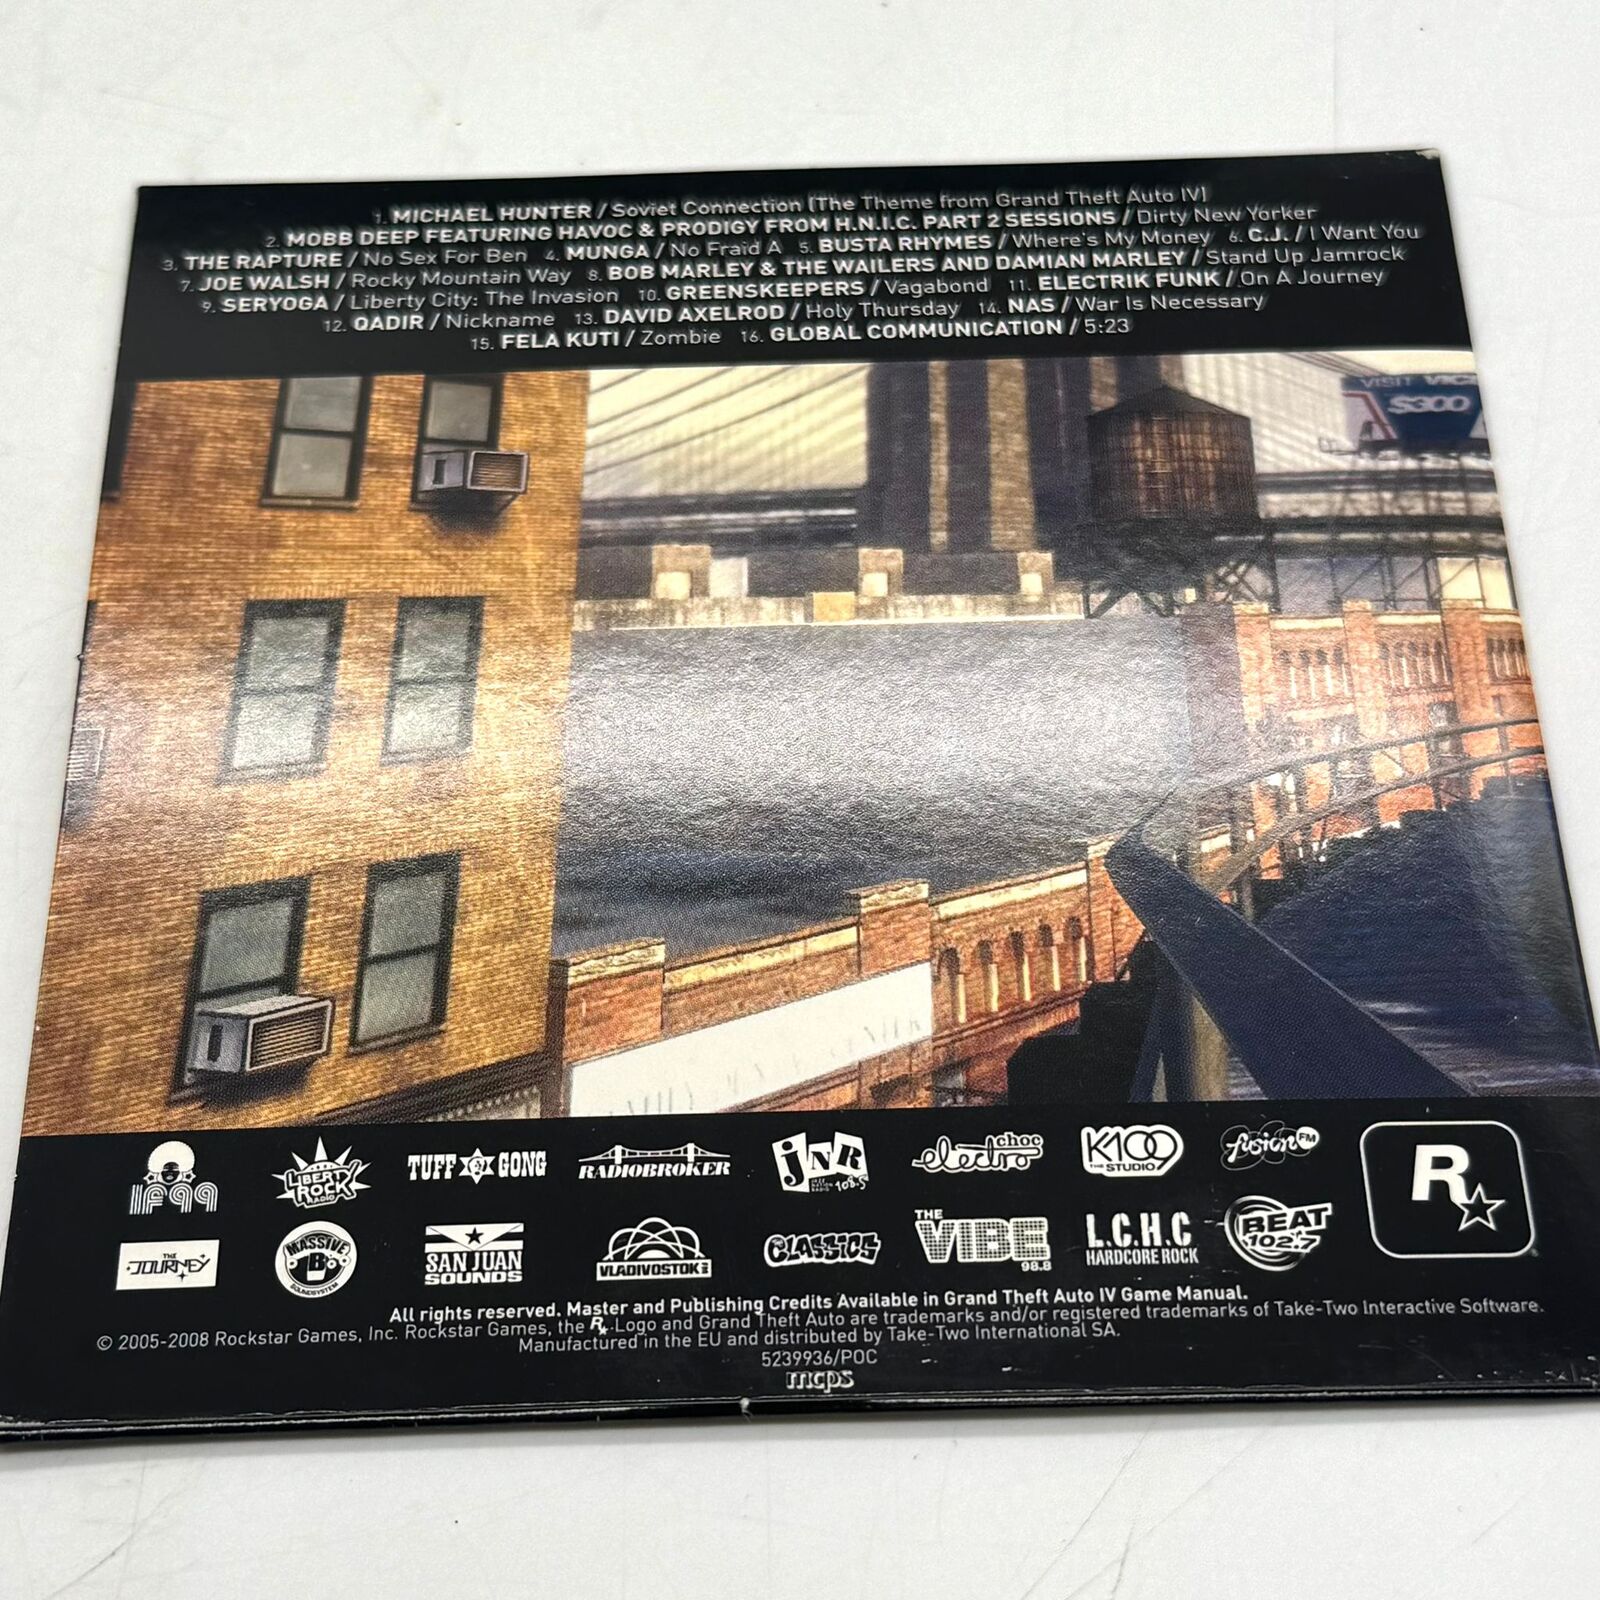 1. MICHAEL HUNTER / Soviet Connection (The Theme from Grand Theft Auto IV)
2. MOBB DEEP FEATURING HAVOC & PRODIGY FROM H.N.I.C. PART 2 SESSIONS / Dirty New Yorker
3. THE RAPTURE / No Sex For Ben 4. MUNGA / No Fraid A 5. BUSTA RHYMES / Where's My Money 6. C.J. / I Want You
7. JOE WALSH / Rocky Mountain Way 8. BOB MARLEY & THE WAILERS AND DAMIAN MARLEY / Stand Up Jamrock
9. SERYOGA / Liberty City: The Invasion 10. GREENSKEEPERS / Vagabond 11. ELECTRIK FUNK / On A Journey
12. QADIR / Nickname 13. DAVID AXELROD / Holy Thursday 14. NAS / War Is Necessary
15. FELA KUTI / Zombie 16. GLOBAL COMMUNICATION / 5:23
VISIT VICE
$300
IF99
LIBERTY ROCK RADIO
TUFF GONG
RADIOBROKER
JNR JAZZ NATION RADIO 108.5
electro choc
K109 THE STUDIO
fusion FM
R
THE JOURNEY
MASSIVE B SOUNDSYSTEM
SAN JUAN SOUNDS
VLADIVOSTOK FM
CLASSICS
THE VIBE 98.8
L.C.H.C HARDCORE ROCK
BEAT 102.7
All rights reserved. Master and Publishing Credits Available in Grand Theft Auto IV Game Manual.
© 2005-2008 Rockstar Games, Inc. Rockstar Games, the R Logo and Grand Theft Auto are trademarks and/or registered trademarks of Take-Two Interactive Software.
Manufactured in the EU and distributed by Take-Two International SA.
5239936/POC
mcps